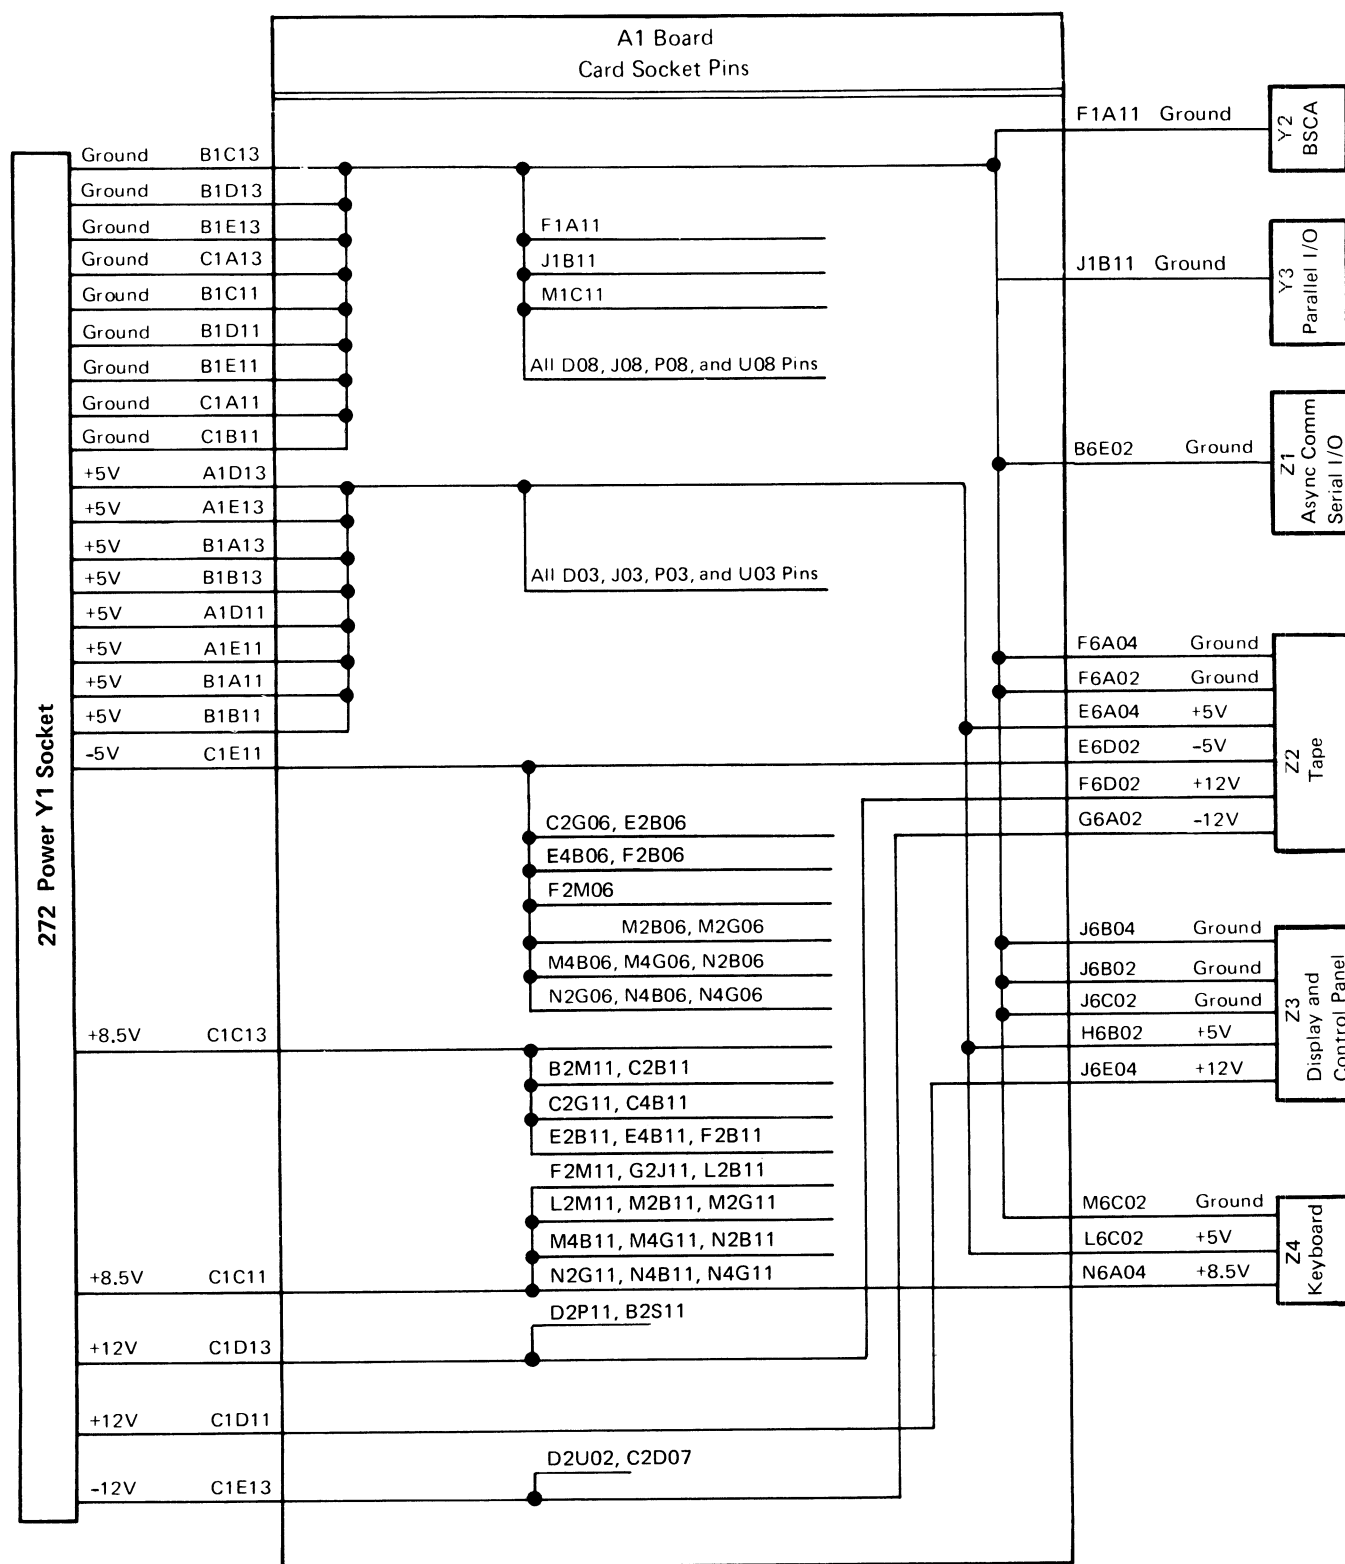 A1 Board
Card Socket Pins
272 Power Y1 Socket
Ground B1C13
Ground B1D13
Ground B1E13
Ground C1A13
Ground B1C11
Ground B1D11
Ground B1E11
Ground C1A11
Ground C1B11
+5V A1D13
+5V A1E13
+5V B1A13
+5V B1B13
+5V A1D11
+5V A1E11
+5V B1A11
+5V B1B11
-5V C1E11
+8.5V C1C13
+8.5V C1C11
+12V C1D13
+12V C1D11
-12V C1E13
F1A11
J1B11
M1C11
All D08, J08, P08, and U08 Pins
All D03, J03, P03, and U03 Pins
C2G06, E2B06
E4B06, F2B06
F2M06
M2B06, M2G06
M4B06, M4G06, N2B06
N2G06, N4B06, N4G06
B2M11, C2B11
C2G11, C4B11
E2B11, E4B11, F2B11
F2M11, G2J11, L2B11
L2M11, M2B11, M2G11
M4B11, M4G11, N2B11
N2G11, N4B11, N4G11
D2P11, B2S11
D2U02, C2D07
F1A11 Ground
Y2
BSCA
J1B11 Ground
Y3
Parallel I/O
B6E02 Ground
Z1
Async Comm
Serial I/O
F6A04 Ground
F6A02 Ground
E6A04 +5V
E6D02 -5V
F6D02 +12V
G6A02 -12V
Z2
Tape
J6B04 Ground
J6B02 Ground
J6C02 Ground
H6B02 +5V
J6E04 +12V
Z3
Display and
Control Panel
M6C02 Ground
L6C02 +5V
N6A04 +8.5V
Z4
Keyboard